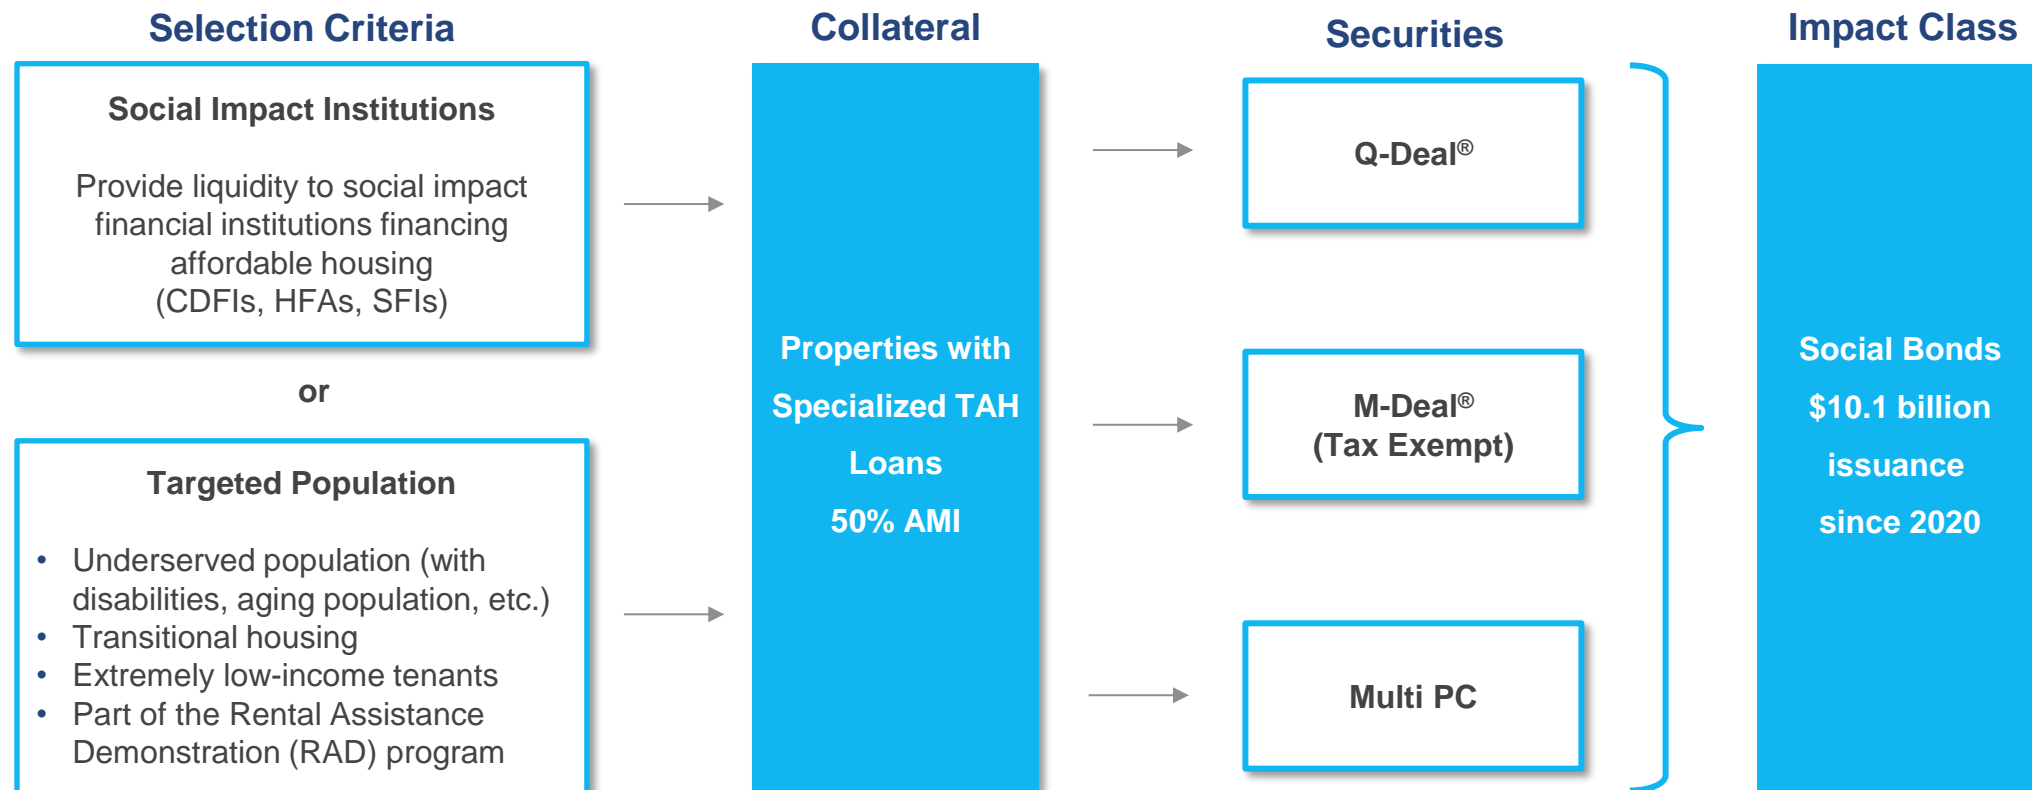 Selection Criteria
Social Impact Institutions
Provide liquidity to social impact
financial institutions financing
affordable housing
(CDFIs, HFAs, SFIs)
or
Targeted Population
• Underserved population (with
disabilities, aging population, etc.)
• Transitional housing
• Extremely low-income tenants
• Part of the Rental Assistance
Demonstration (RAD) program
Collateral
Properties with
Specialized TAH
Loans
50% AMI
Securities
Q-Deal®
M-Deal®
(Tax Exempt)
Multi PC
Impact Class
Social Bonds
$10.1 billion
issuance
since 2020